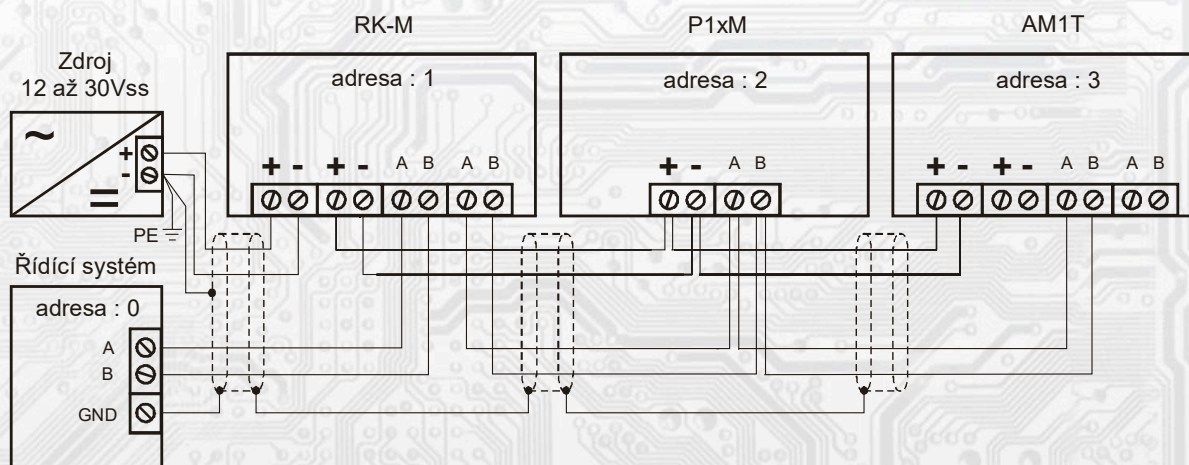 RK-M
P1xM
AM1T
Zdroj
12 až 30Vss
adresa : 1
adresa : 2
adresa : 3
~
+
-
=
PE
+ - + - A B A B
+ - A B
+ - + - A B A B
Řídící systém
adresa : 0
A
B
GND